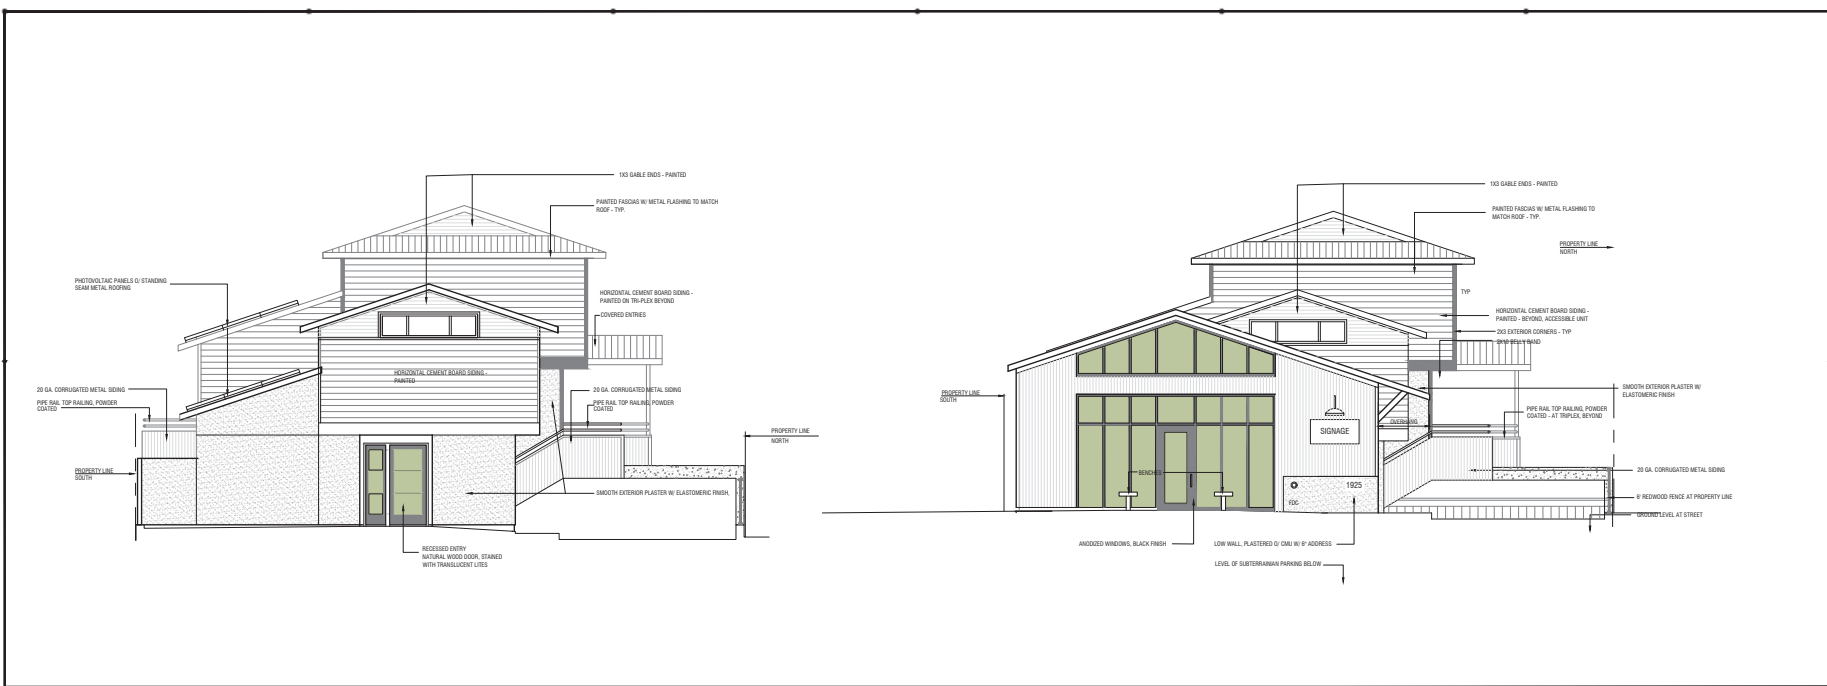 1X3 GABLE ENDS - PAINTED
PAINTED FASCIAS W/ METAL FLASHING TO MATCH
ROOF - TYP.
PHOTOVOLTAIC PANELS O/ STANDING
SEAM METAL ROOFING
HORIZONTAL CEMENT BOARD SIDING -
PAINTED ON TRI-PLEX BEYOND
COVERED ENTRIES
HORIZONTAL CEMENT BOARD SIDING -
PAINTED
20 GA. CORRUGATED METAL SIDING
PIPE RAIL TOP RAILING, POWDER
COATED
20 GA. CORRUGATED METAL SIDING
PIPE RAIL TOP RAILING, POWDER
COATED
PROPERTY LINE
NORTH
PROPERTY LINE
SOUTH
SMOOTH EXTERIOR PLASTER W/ ELASTOMERIC FINISH,
RECESSED ENTRY
NATURAL WOOD DOOR, STAINED
WITH TRANSLUCENT LITES
1X3 GABLE ENDS - PAINTED
PAINTED FASCIAS W/ METAL FLASHING TO
MATCH ROOF - TYP.
PROPERTY LINE
NORTH
TYP
HORIZONTAL CEMENT BOARD SIDING -
PAINTED - BEYOND, ACCESSIBLE UNIT
2X3 EXTERIOR CORNERS - TYP
2X10 BELLY BAND
SMOOTH EXTERIOR PLASTER W/
ELASTOMERIC FINISH
PROPERTY LINE
SOUTH
PIPE RAIL TOP RAILING, POWDER
COATED - AT TRIPLEX, BEYOND
OVERHANG
SIGNAGE
BENCHES
20 GA. CORRUGATED METAL SIDING
1925
FDC
6' REDWOOD FENCE AT PROPERTY LINE
GROUND LEVEL AT STREET
ANODIZED WINDOWS, BLACK FINISH
LOW WALL, PLASTERED O/ CMU W/ 6" ADDRESS
LEVEL OF SUBTERRAINIAN PARKING BELOW